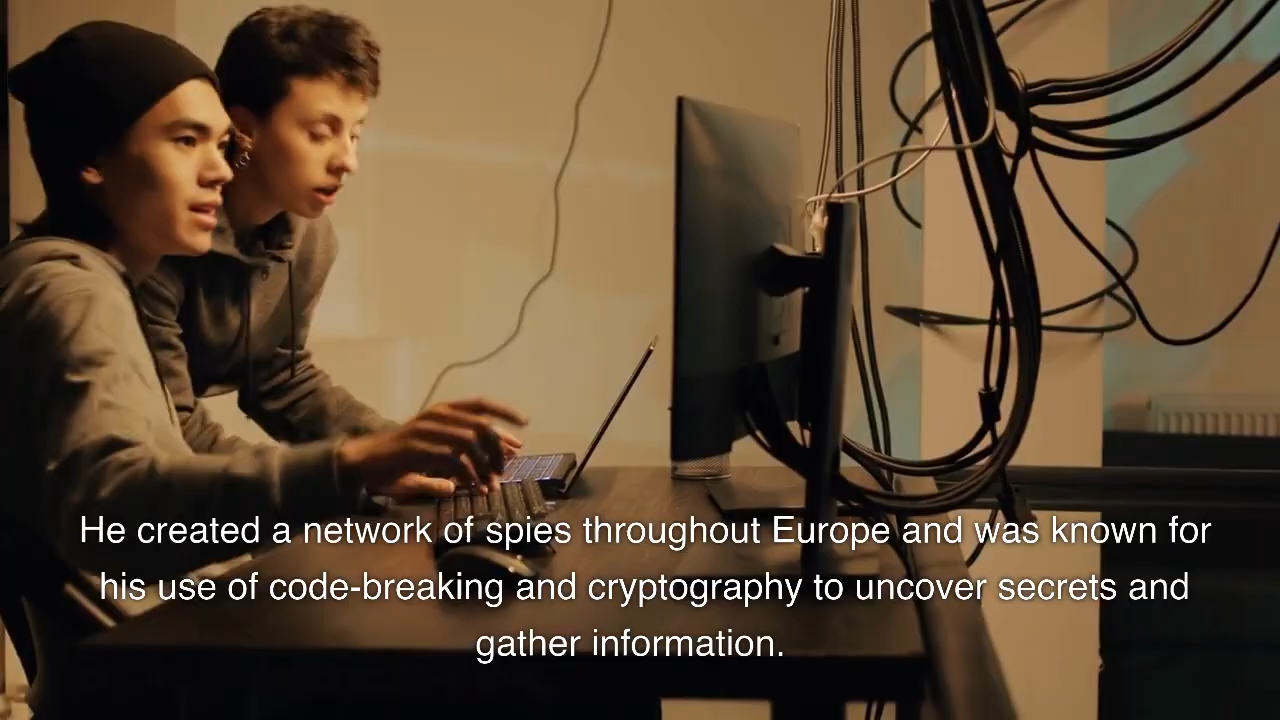 He created a network of spies throughout Europe and was known for
his use of code-breaking and cryptography to uncover secrets and
gather information.